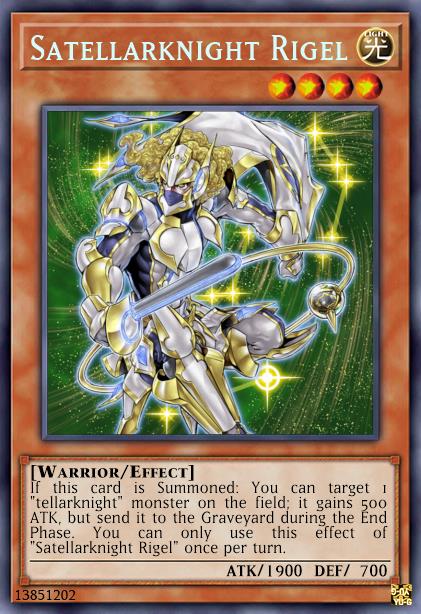 Satellarknight Rigel
LIGHT
光
[Warrior/Effect]
If this card is Summoned: You can target 1
"tellarknight" monster on the field; it gains 500
ATK, but send it to the Graveyard during the End
Phase. You can only use this effect of
"Satellarknight Rigel" once per turn.
ATK/1900 DEF/ 700
13851202